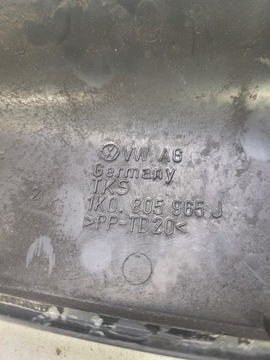 VW AG
Germany
TKS
1K0.805 965 J
>PP-TD20<